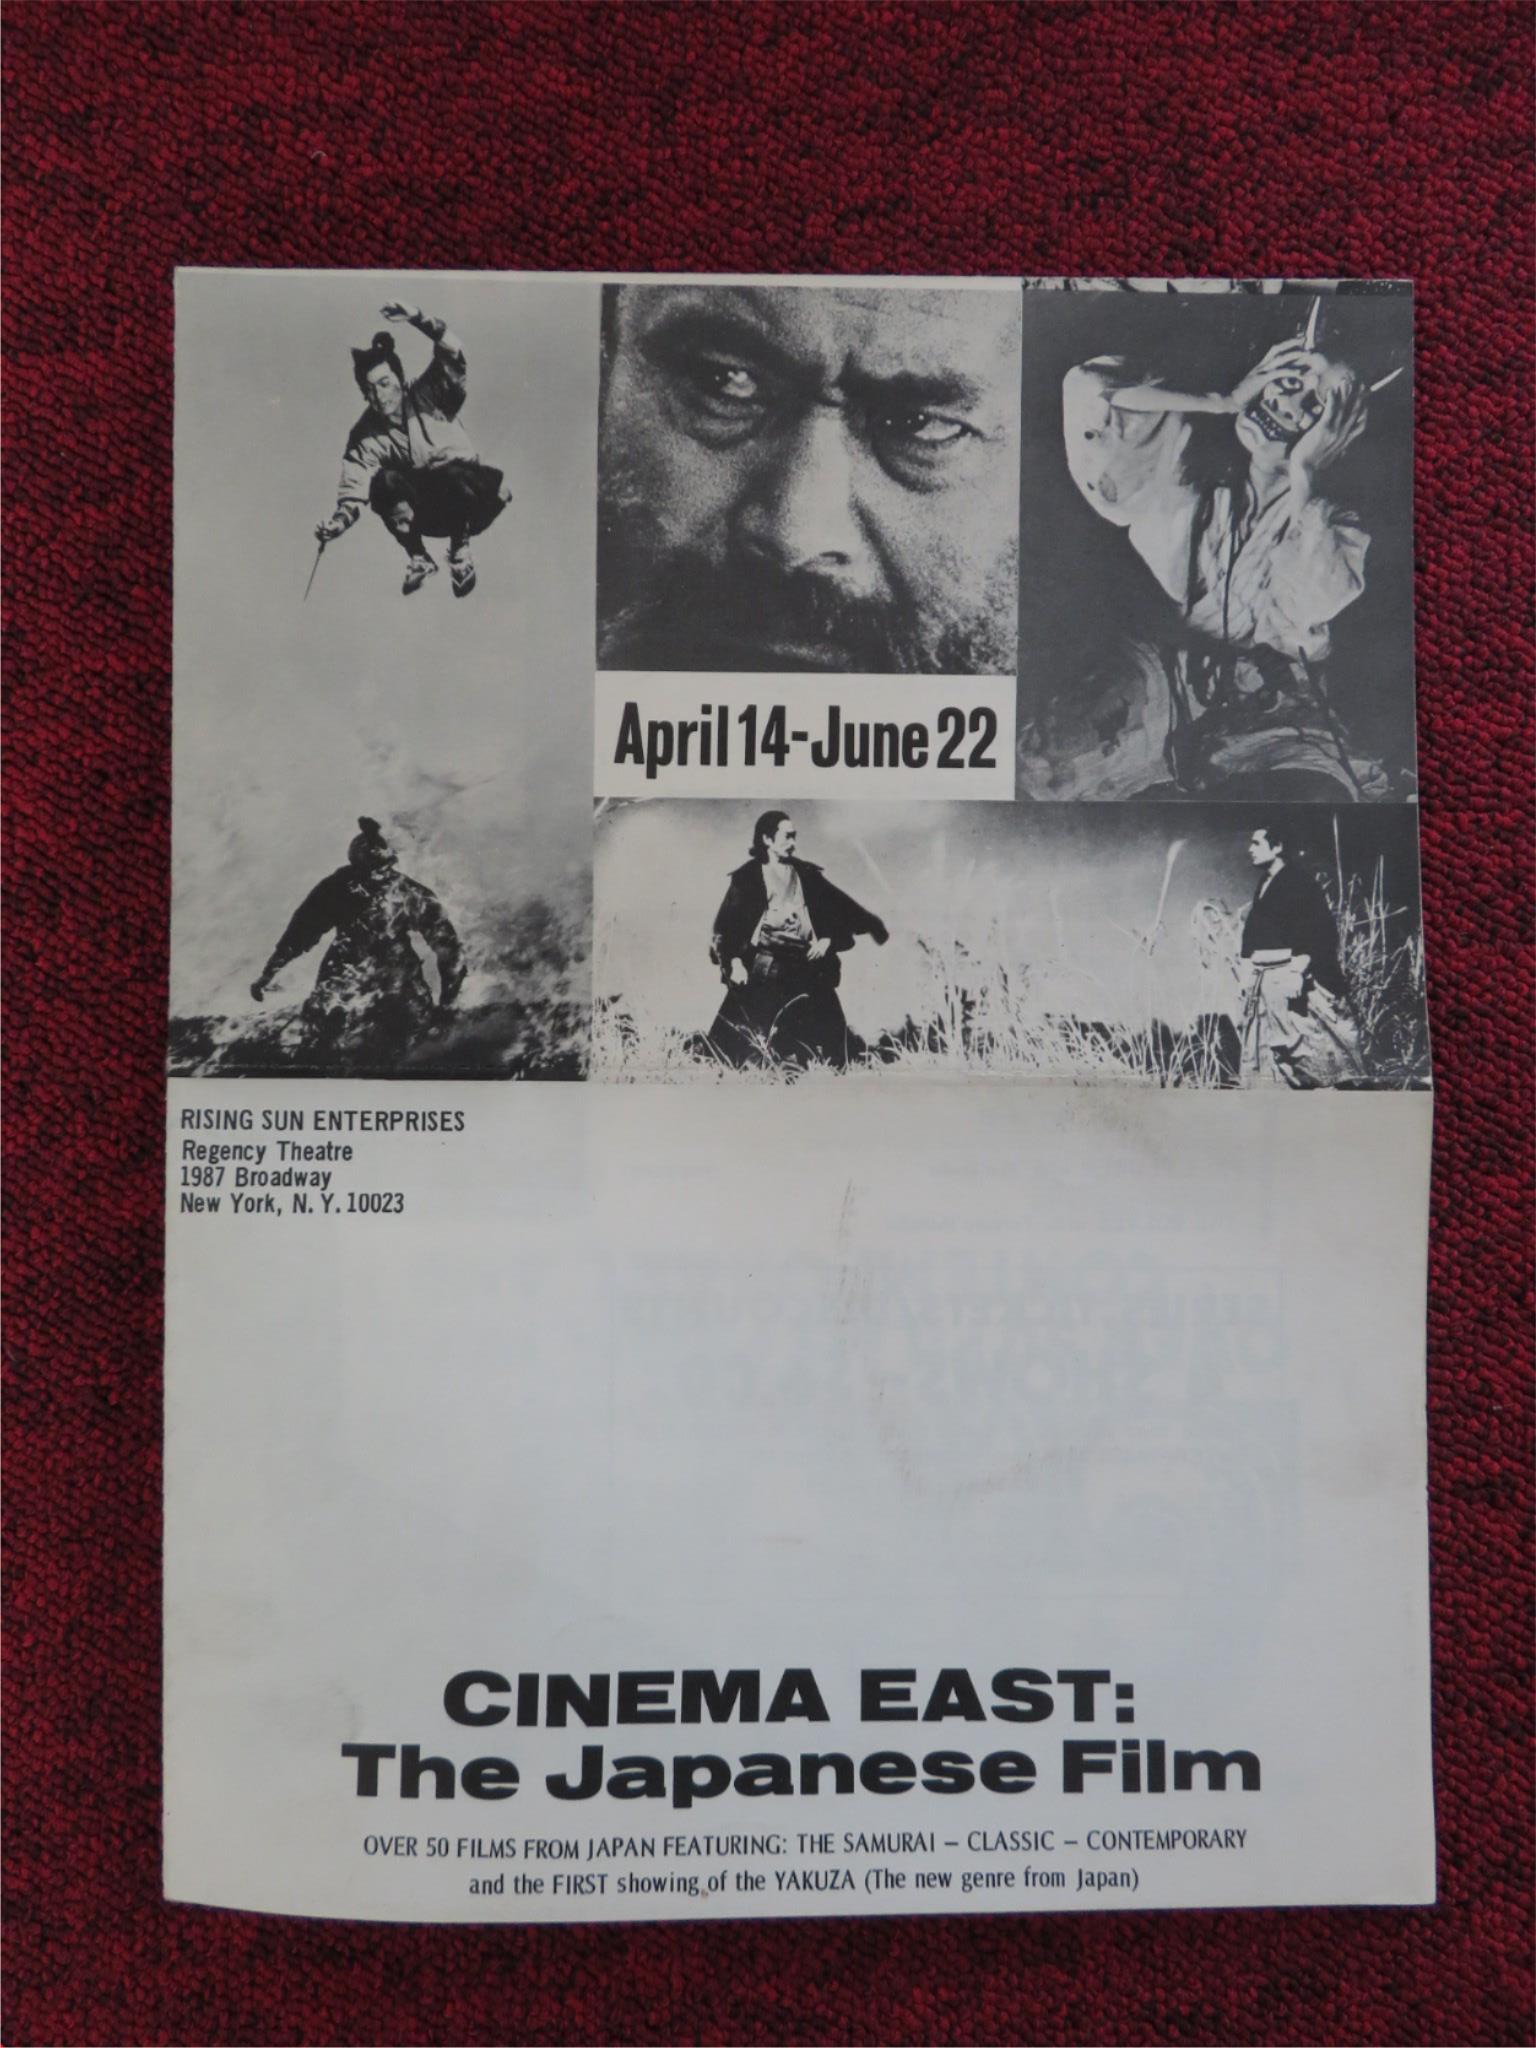 April 14-June 22
RISING SUN ENTERPRISES
Regency Theatre
1987 Broadway
New York, N. Y. 10023
CINEMA EAST:
The Japanese Film
OVER 50 FILMS FROM JAPAN FEATURING: THE SAMURAI – CLASSIC – CONTEMPORARY
and the FIRST showing of the YAKUZA (The new genre from Japan)